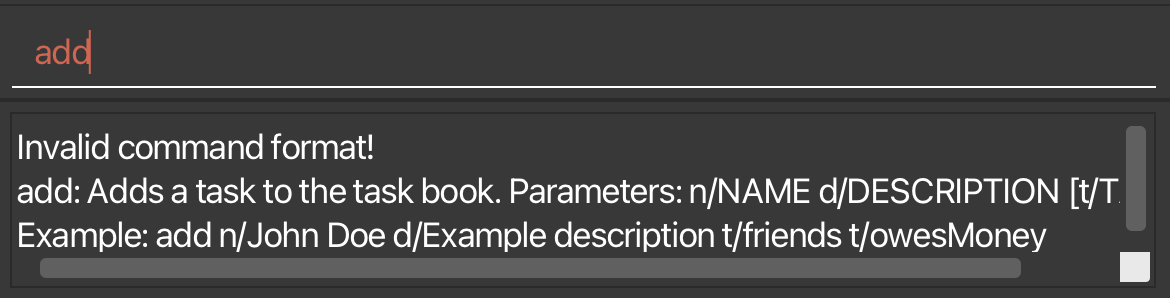 add
Invalid command format!
add: Adds a task to the task book. Parameters: n/NAME d/DESCRIPTION [t/T
Example: add n/John Doe d/Example description t/friends t/owesMoney